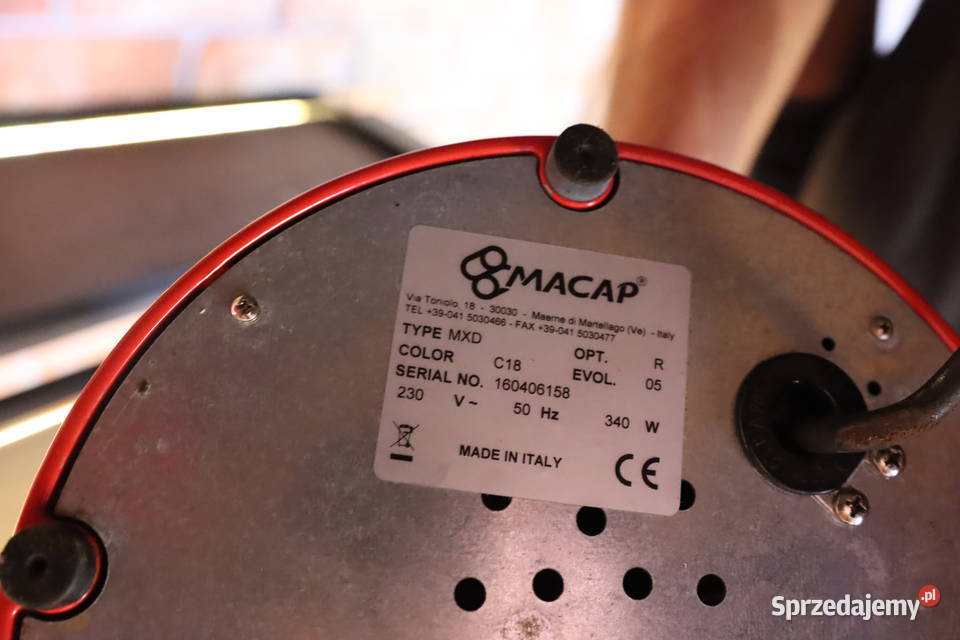 MACAP®
Via Toniolo, 18 - 30030 - Maerne di Martellago (Ve) - Italy
TEL +39-041 5030466 - FAX +39-041 5030477
TYPE MXD OPT. R
COLOR C18 EVOL. 05
SERIAL NO. 160406158
230 V~ 50 Hz 340 W
MADE IN ITALY CE
Sprzedajemy.pl